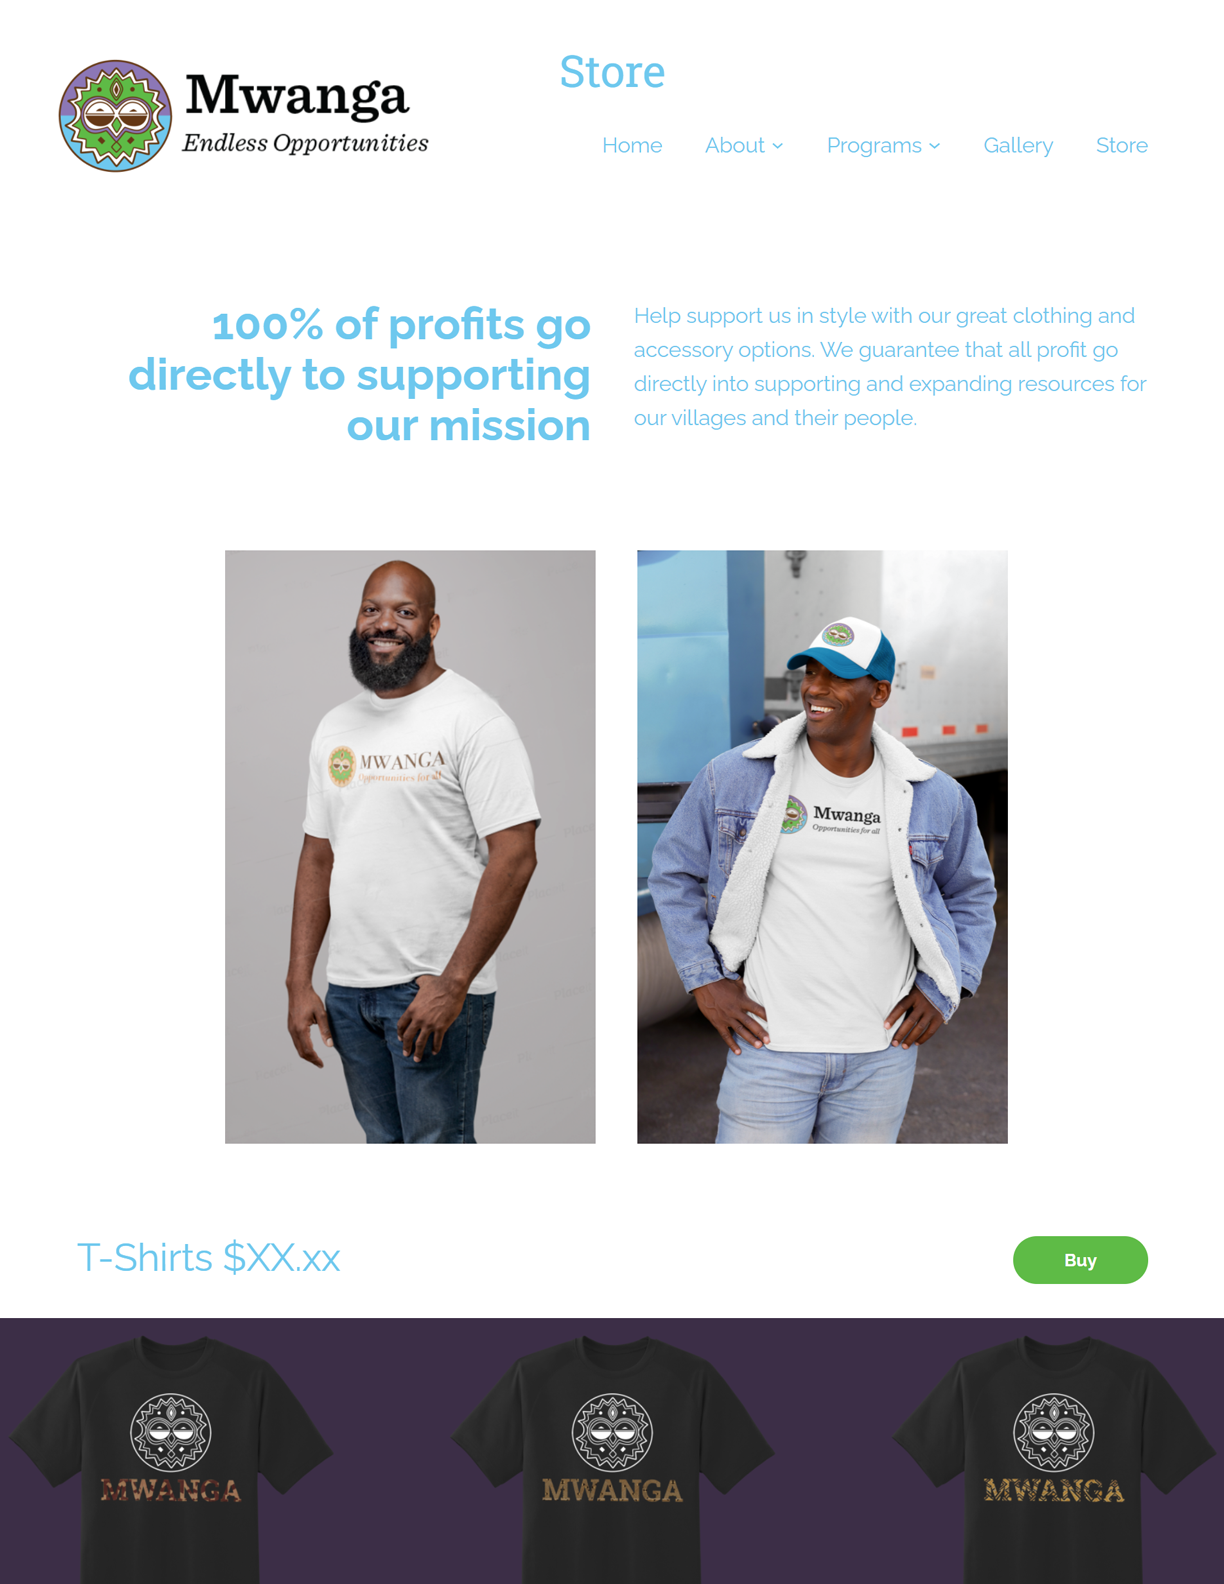 Store
Mwanga
Endless Opportunities
Home About Programs Gallery Store
100% of profits go
directly to supporting
our mission
Help support us in style with our great clothing and
accessory options. We guarantee that all profit go
directly into supporting and expanding resources for
our villages and their people.
MWANGA
Opportunities for all
Mwanga
Opportunities for all
T-Shirts $XX.xx
Buy
MWANGA
MWANGA
MWANGA